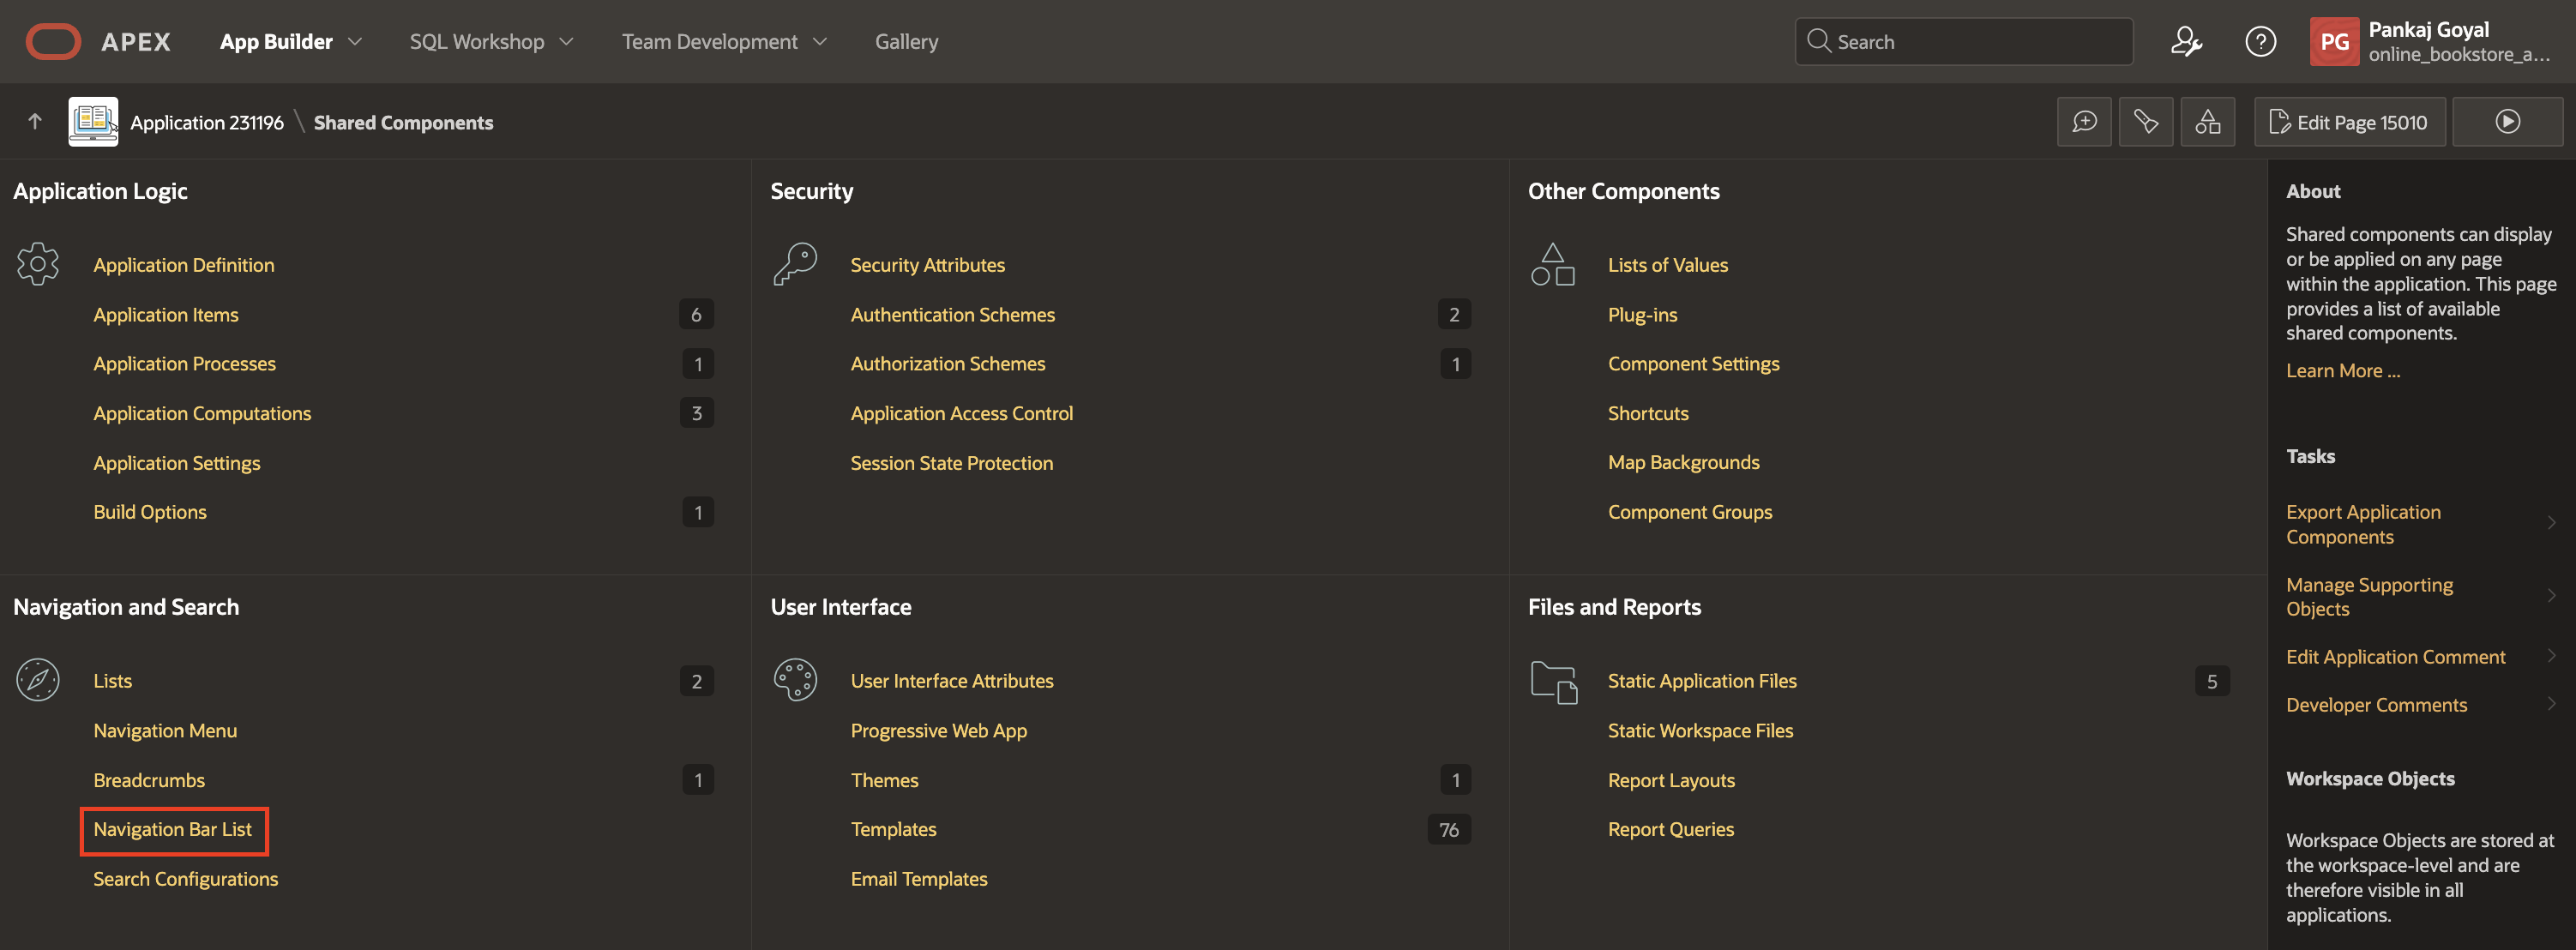 APEX
App Builder
SQL Workshop
Team Development
Gallery
Search
PG
Pankaj Goyal
online_bookstore_a...
Application 231196 \ Shared Components
Edit Page 15010
Application Logic
Application Definition
Application Items 6
Application Processes 1
Application Computations 3
Application Settings
Build Options 1
Security
Security Attributes
Authentication Schemes 2
Authorization Schemes 1
Application Access Control
Session State Protection
Other Components
Lists of Values
Plug-ins
Component Settings
Shortcuts
Map Backgrounds
Component Groups
Navigation and Search
Lists 2
Navigation Menu
Breadcrumbs 1
Navigation Bar List
Search Configurations
User Interface
User Interface Attributes
Progressive Web App
Themes 1
Templates 76
Email Templates
Files and Reports
Static Application Files 5
Static Workspace Files
Report Layouts
Report Queries
About
Shared components can display
or be applied on any page
within the application. This page
provides a list of available
shared components.
Learn More ...
Tasks
Export Application
Components
Manage Supporting
Objects
Edit Application Comment
Developer Comments
Workspace Objects
Workspace Objects are stored at
the workspace-level and are
therefore visible in all
applications.